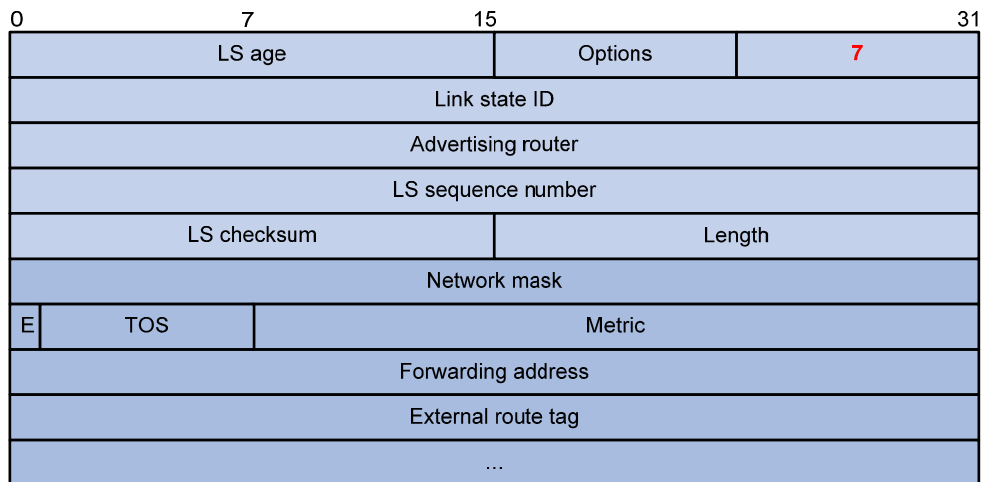 0 7 15 31
LS age Options 7
Link state ID
Advertising router
LS sequence number
LS checksum Length
Network mask
E TOS Metric
Forwarding address
External route tag
...